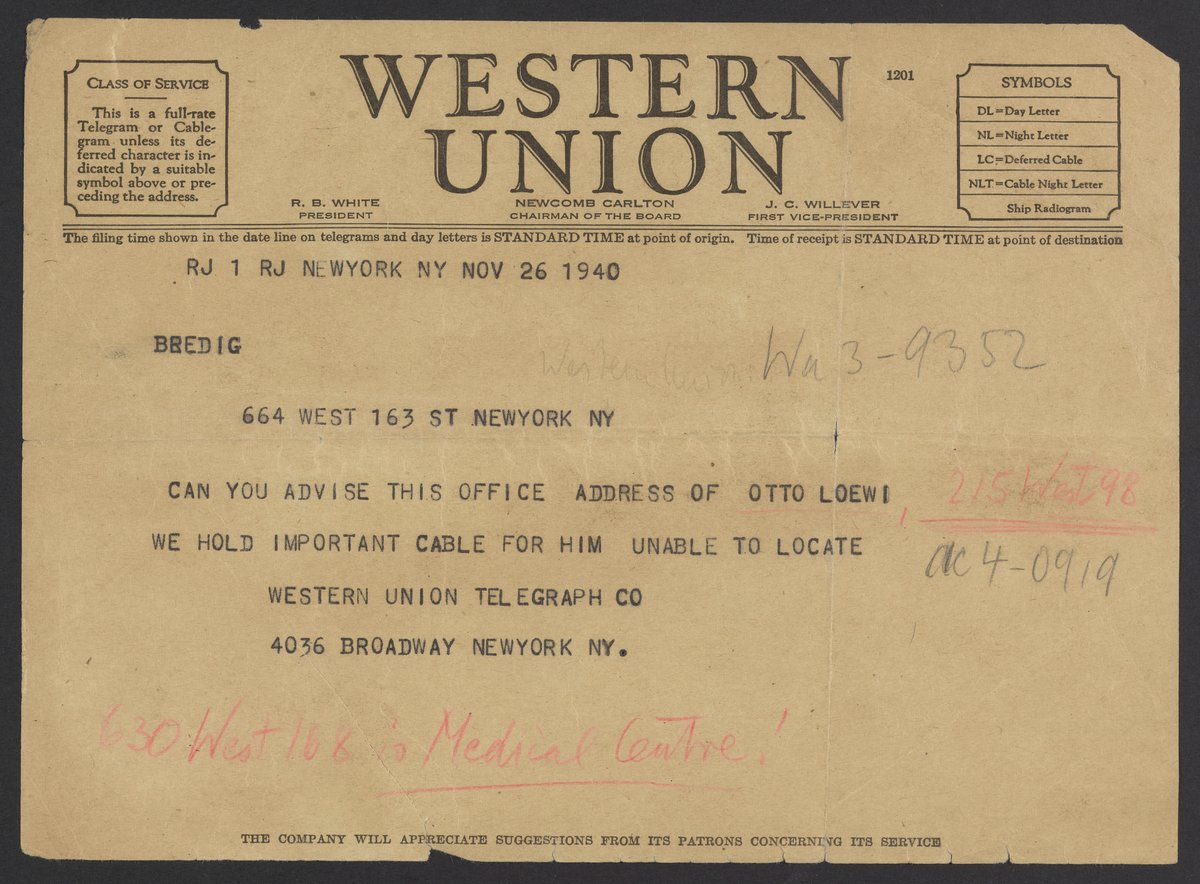 CLASS OF SERVICE
This is a full-rate
Telegram or Cable-
gram unless its de-
ferred character is in-
dicated by a suitable
symbol above or pre-
ceding the address.
WESTERN
UNION
1201
R. B. WHITE
PRESIDENT
NEWCOMB CARLTON
CHAIRMAN OF THE BOARD
J. C. WILLEVER
FIRST VICE-PRESIDENT
SYMBOLS
DL=Day Letter
NL=Night Letter
LC=Deferred Cable
NLT=Cable Night Letter
Ship Radiogram
The filing time shown in the date line on telegrams and day letters is STANDARD TIME at point of origin. Time of receipt is STANDARD TIME at point of destination
RJ 1 RJ NEWYORK NY NOV 26 1940
BREDIG
Western Union Wa 3-9352
664 WEST 163 ST NEWYORK NY
CAN YOU ADVISE THIS OFFICE ADDRESS OF OTTO LOEWI, 215 West 98
WE HOLD IMPORTANT CABLE FOR HIM UNABLE TO LOCATE
ac 4-0919
WESTERN UNION TELEGRAPH CO
4036 BROADWAY NEWYORK NY.
630 West 168 is Medical Centre!
THE COMPANY WILL APPRECIATE SUGGESTIONS FROM ITS PATRONS CONCERNING ITS SERVICE